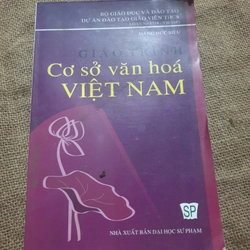 BỘ GIÁO DỤC VÀ ĐÀO TẠO
DỰ ÁN ĐÀO TẠO GIÁO VIÊN THCS
GIÁO TRÌNH
Cơ sở văn hoá
VIỆT NAM
SP
NHÀ XUẤT BẢN ĐẠI HỌC SƯ PHẠM